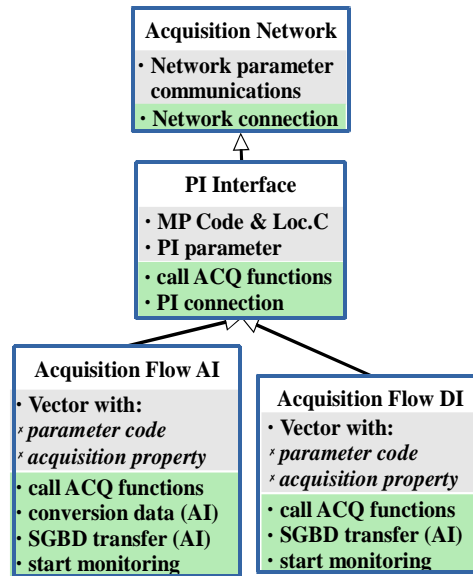 Acquisition Network
· Network parameter
communications
· Network connection
PI Interface
· MP Code & Loc.C
· PI parameter
· call ACQ functions
· PI connection
Acquisition Flow AI
· Vector with:
× parameter code
× acquisition property
· call ACQ functions
· conversion data (AI)
· SGBD transfer (AI)
· start monitoring
Acquisition Flow DI
· Vector with:
× parameter code
× acquisition property
· call ACQ functions
· SGBD transfer (AI)
· start monitoring